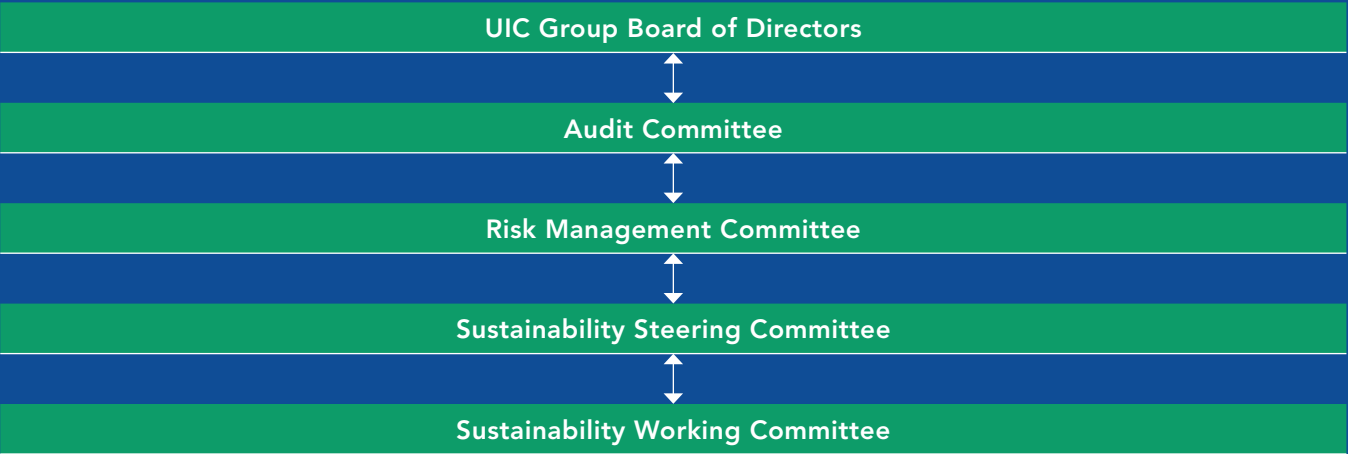 UIC Group Board of Directors
Audit Committee
Risk Management Committee
Sustainability Steering Committee
Sustainability Working Committee